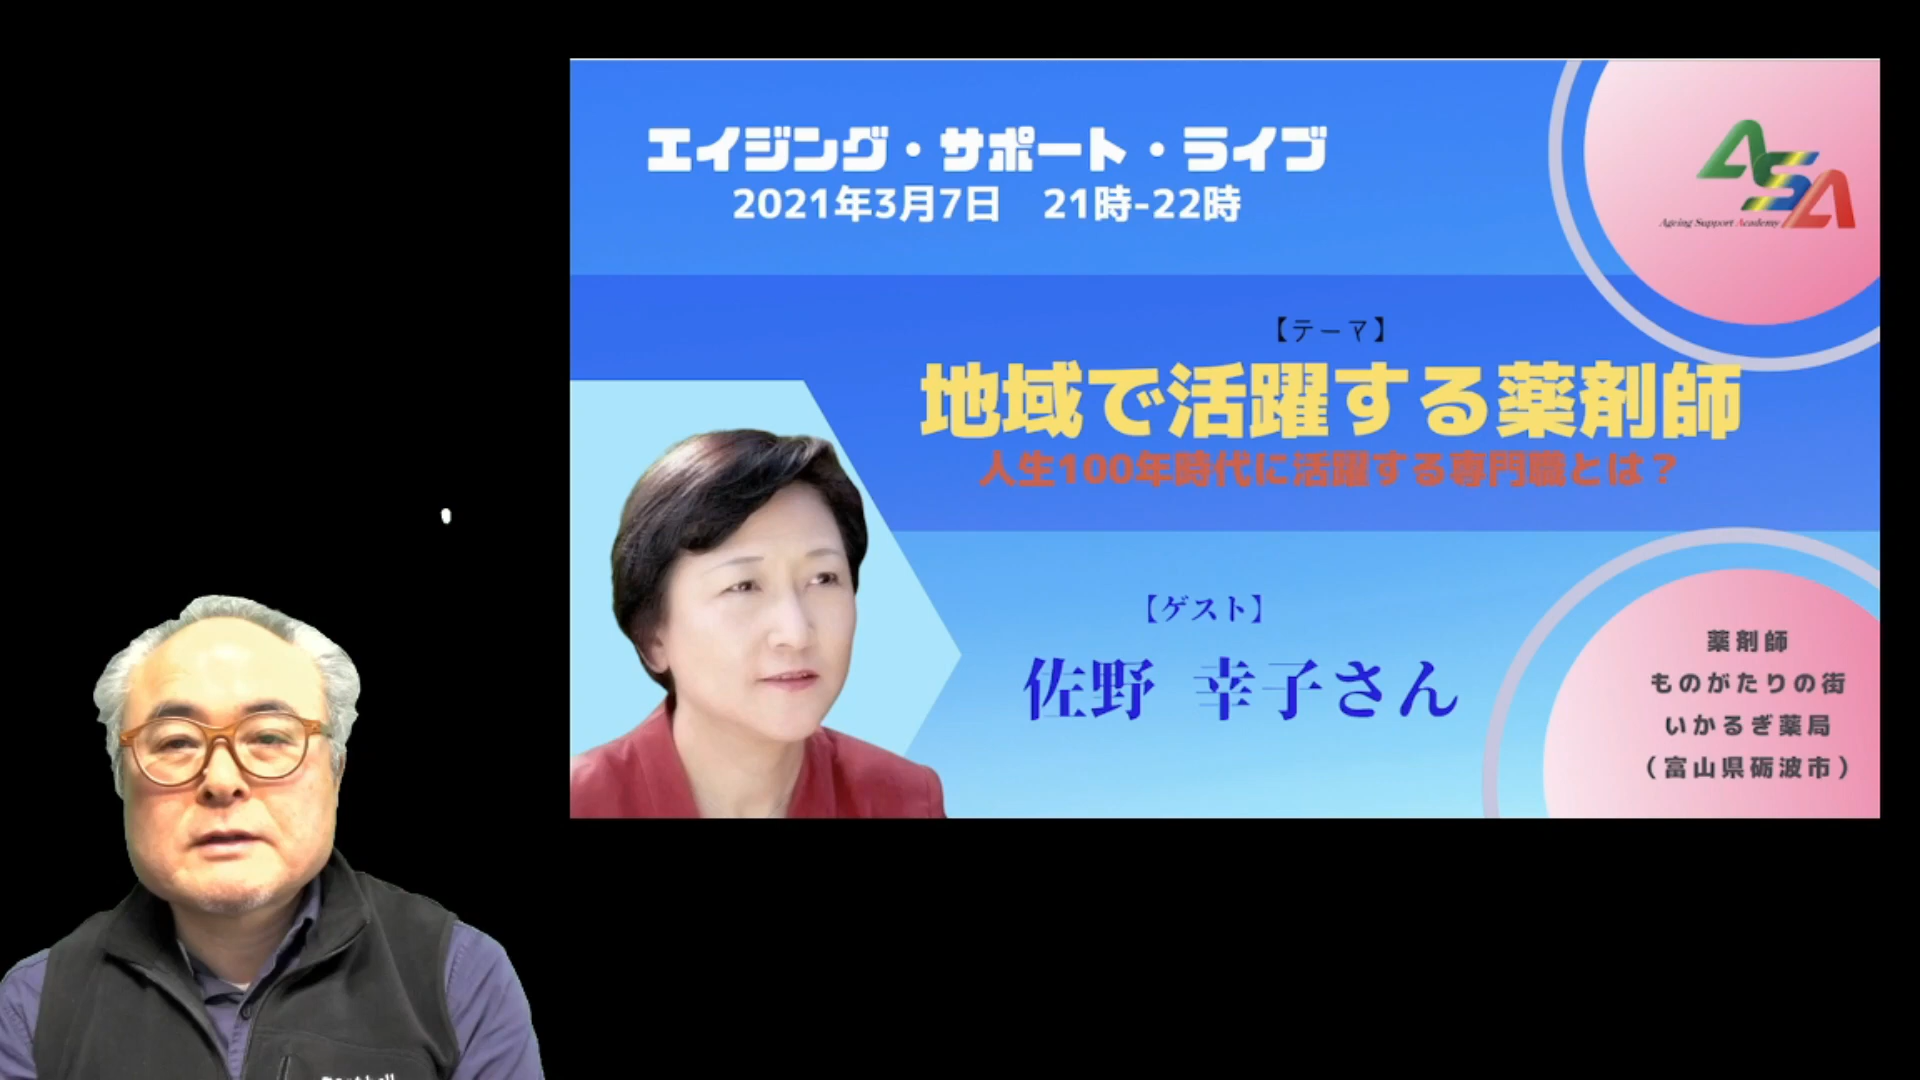 エイジング・サポート・ライブ
2021年3月7日　21時-22時
ASA
Ageing Support Academy
【テーマ】
地域で活躍する薬剤師
人生100年時代に活躍する専門職とは？
【ゲスト】
佐野 幸子さん
薬剤師
ものがたりの街
いかるぎ薬局
（富山県砺波市）